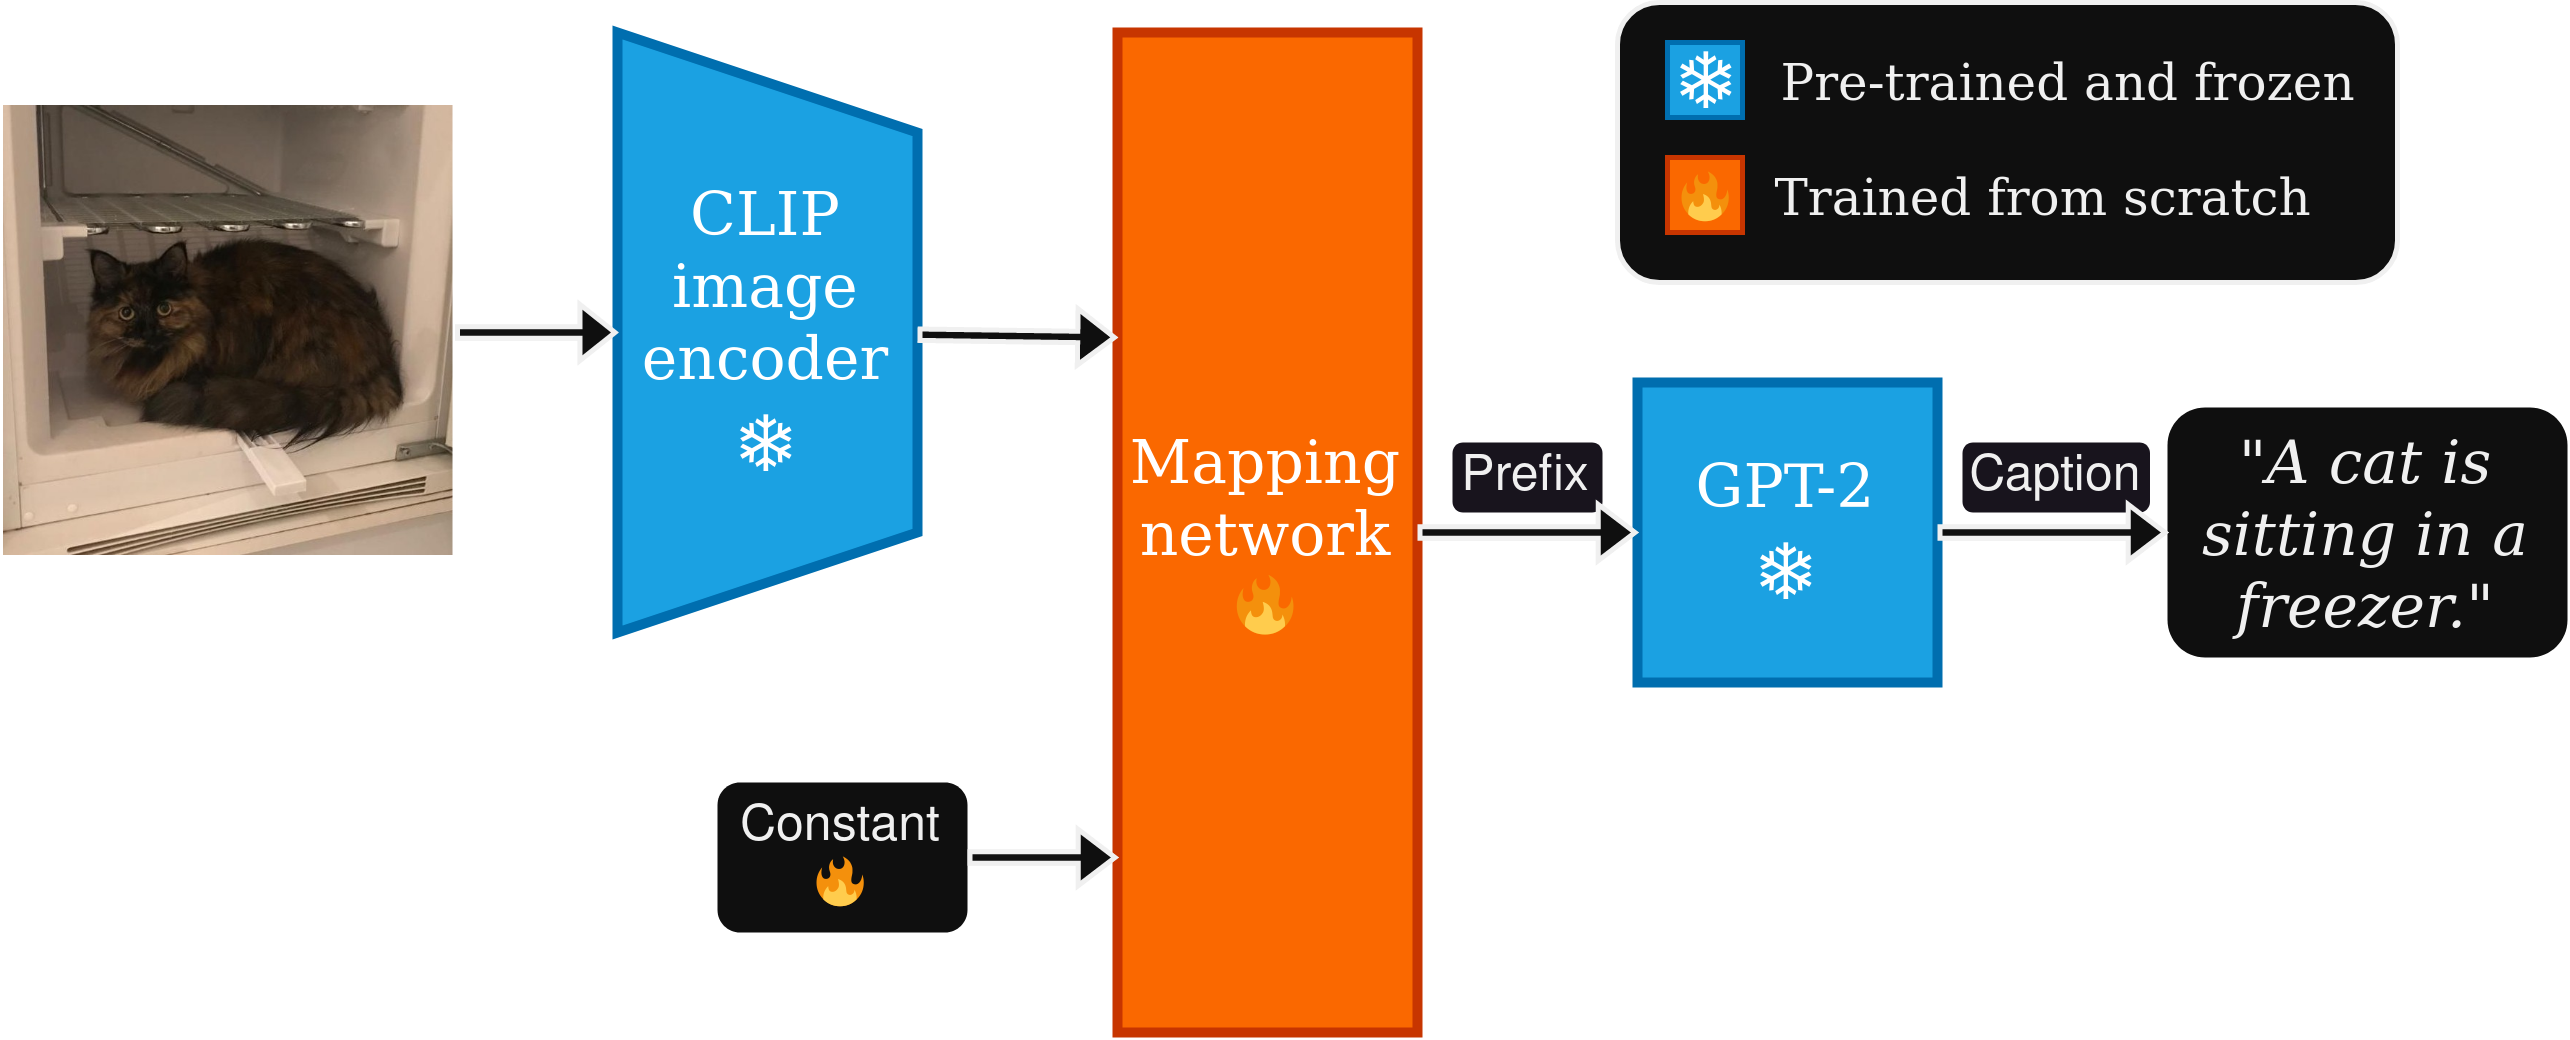 Pre-trained and frozen
Trained from scratch
CLIP
image
encoder
Mapping
network
Prefix
GPT-2
Caption
"A cat is
sitting in a
freezer."
Constant